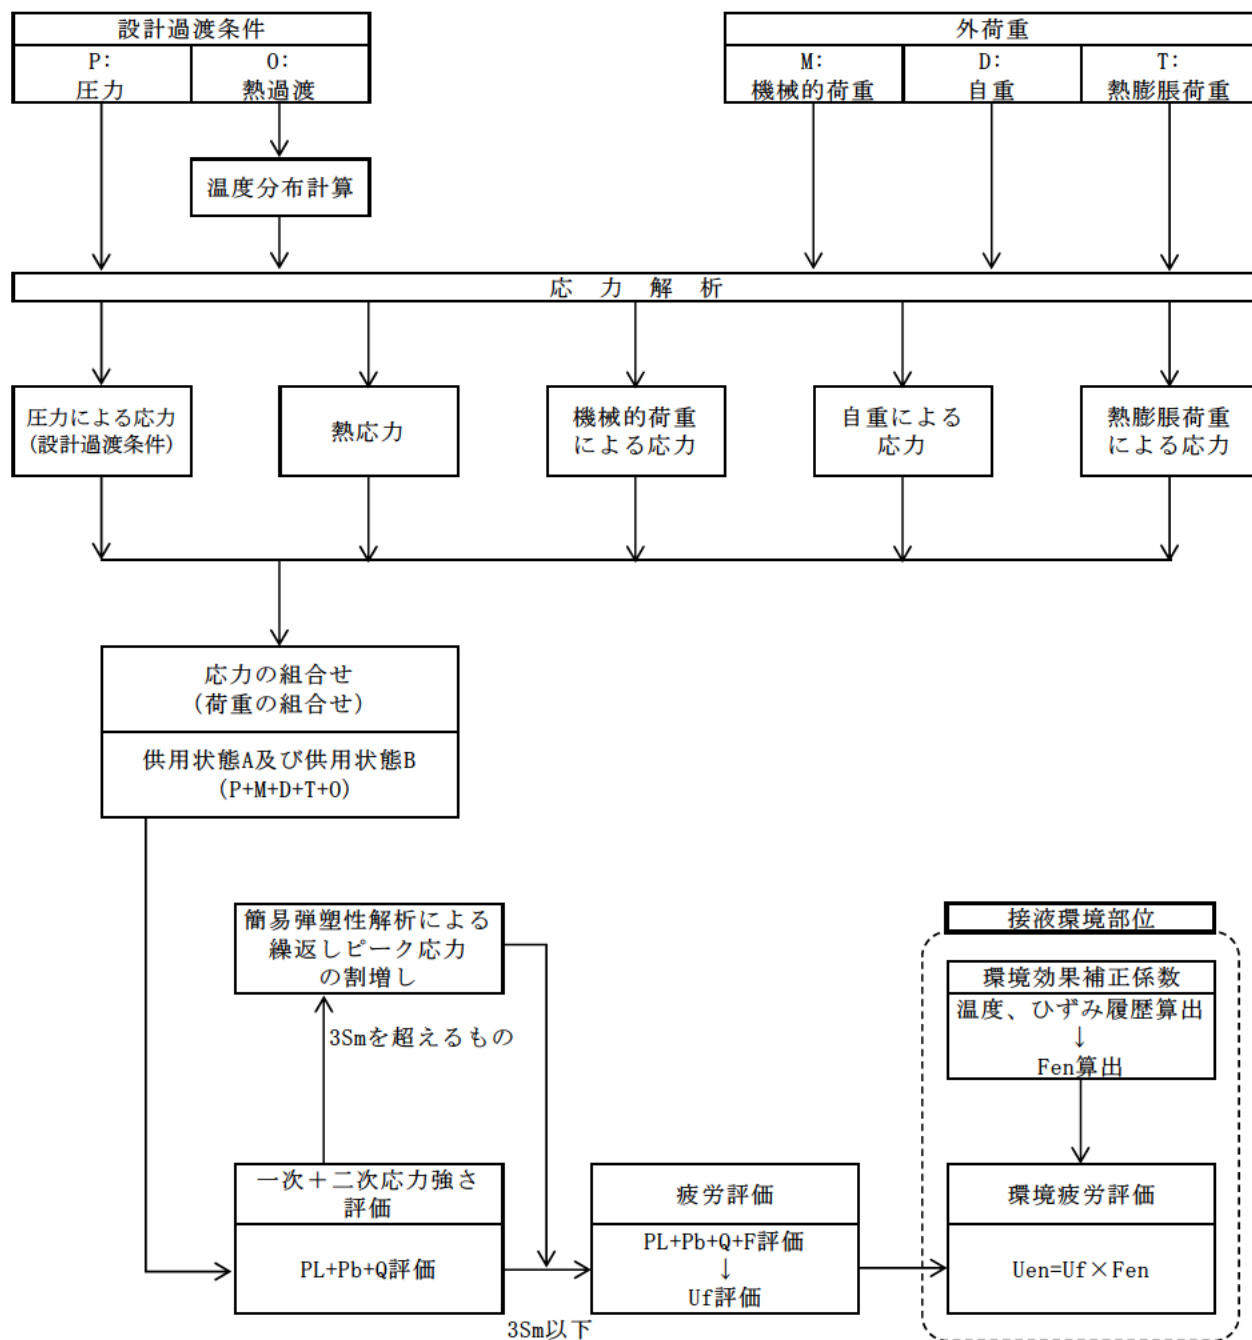 設計過渡条件
P:
圧力
O:
熱過渡
外荷重
M:
機械的荷重
D:
自重
T:
熱膨脹荷重
温度分布計算
応 力 解 析
圧力による応力
(設計過渡条件)
熱応力
機械的荷重
による応力
自重による
応力
熱膨脹荷重
による応力
応力の組合せ
(荷重の組合せ)
供用状態A及び供用状態B
(P+M+D+T+O)
簡易弾塑性解析による
繰返しピーク応力
の割増し
3Smを超えるもの
接液環境部位
環境効果補正係数
温度、ひずみ履歴算出
↓
Fen算出
一次+二次応力強さ
評価
PL+Pb+Q評価
3Sm以下
疲労評価
PL+Pb+Q+F評価
↓
Uf評価
環境疲労評価
Uen=Uf×Fen